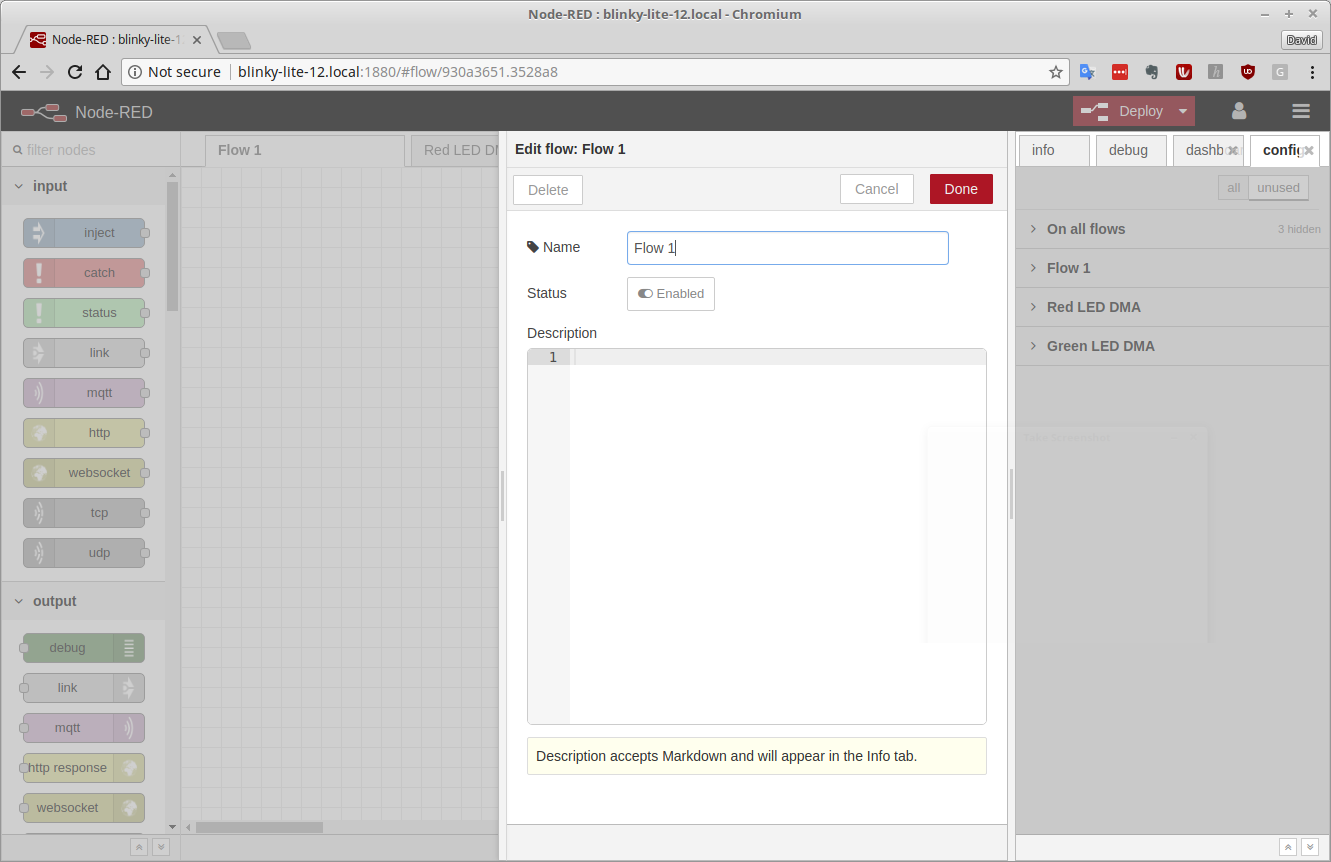 Node-RED : blinky-lite-12.local - Chromium
Node-RED : blinky-lite-1
David
Not secure
blinky-lite-12.local:1880/#flow/930a3651.3528a8
Node-RED
Deploy
filter nodes
input
inject
catch
status
link
mqtt
http
websocket
tcp
udp
output
debug
link
mqtt
http response
websocket
Flow 1
Red LED DM
Edit flow: Flow 1
Delete
Cancel
Done
Name
Flow 1
Status
Enabled
Description
1
Description accepts Markdown and will appear in the Info tab.
info
debug
dashb
config
all
unused
On all flows
3 hidden
Flow 1
Red LED DMA
Green LED DMA